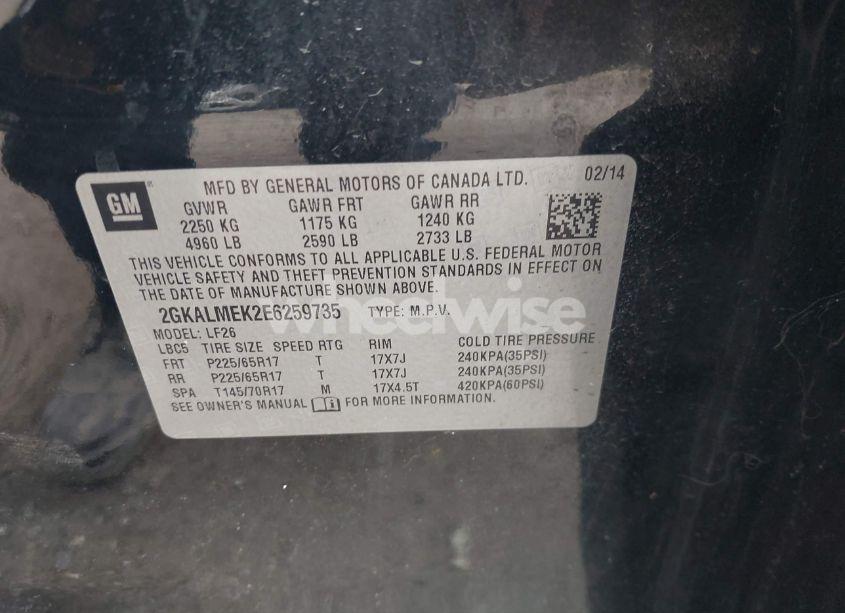 GM
MFD BY GENERAL MOTORS OF CANADA LTD. 02/14
GVWR GAWR FRT GAWR RR
2250 KG 1175 KG 1240 KG
4960 LB 2590 LB 2733 LB
THIS VEHICLE CONFORMS TO ALL APPLICABLE U.S. FEDERAL MOTOR
VEHICLE SAFETY AND THEFT PREVENTION STANDARDS IN EFFECT ON
THE DATE OF MANUFACTURE SHOWN ABOVE.
2GKALMEK2E6259735 TYPE: M.P.V.
wheelwise
MODEL: LF26
LBC5 TIRE SIZE SPEED RTG RIM COLD TIRE PRESSURE
FRT P225/65R17 T 17X7J 240KPA(35PSI)
RR P225/65R17 T 17X7J 240KPA(35PSI)
SPA T145/70R17 M 17X4.5T 420KPA(60PSI)
SEE OWNER'S MANUAL FOR MORE INFORMATION.